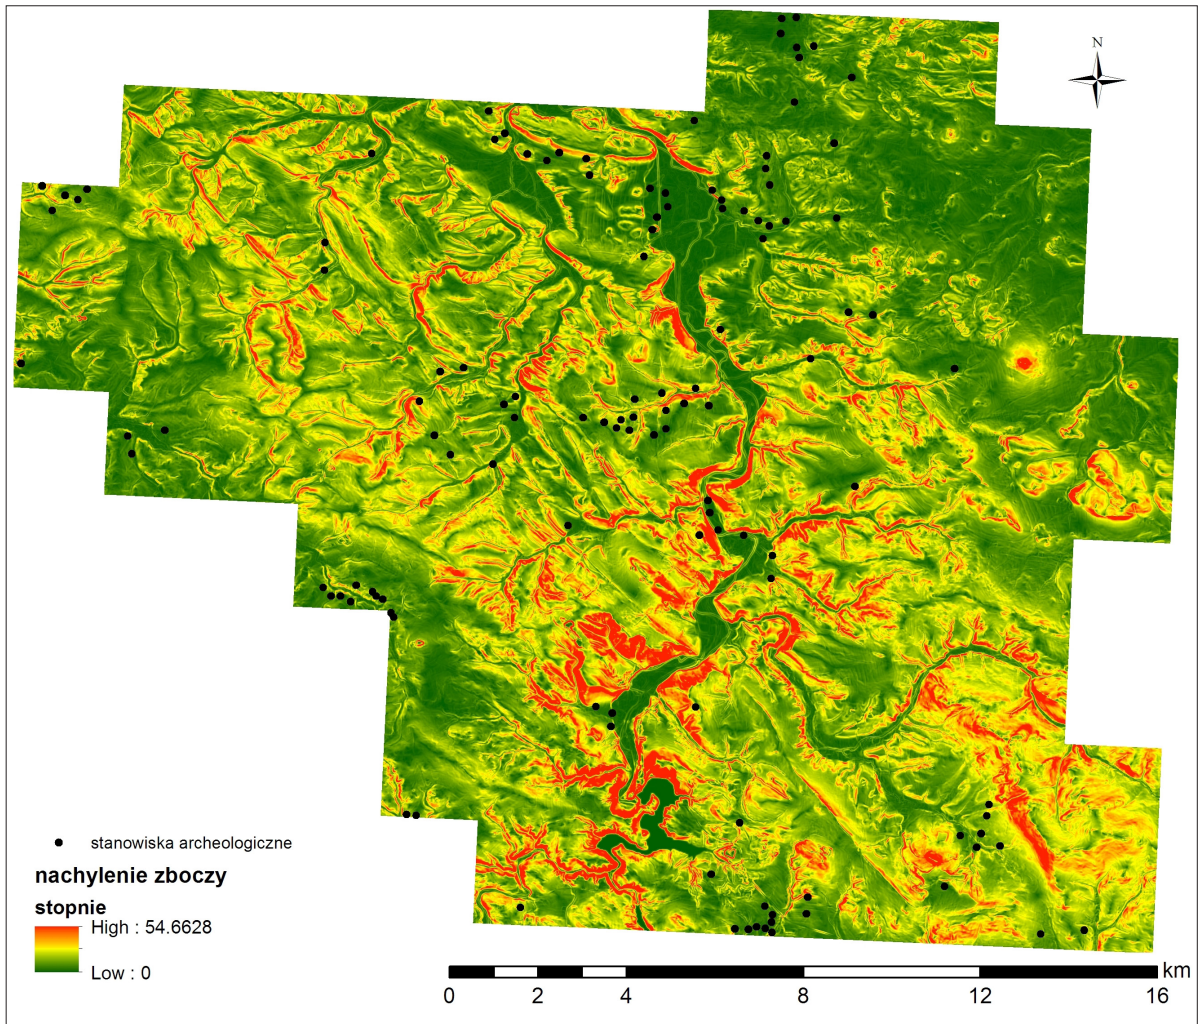 N
stanowiska archeologiczne
nachylenie zboczy
stopnie
High : 54.6628
Low : 0
km
0 2 4 8 12 16